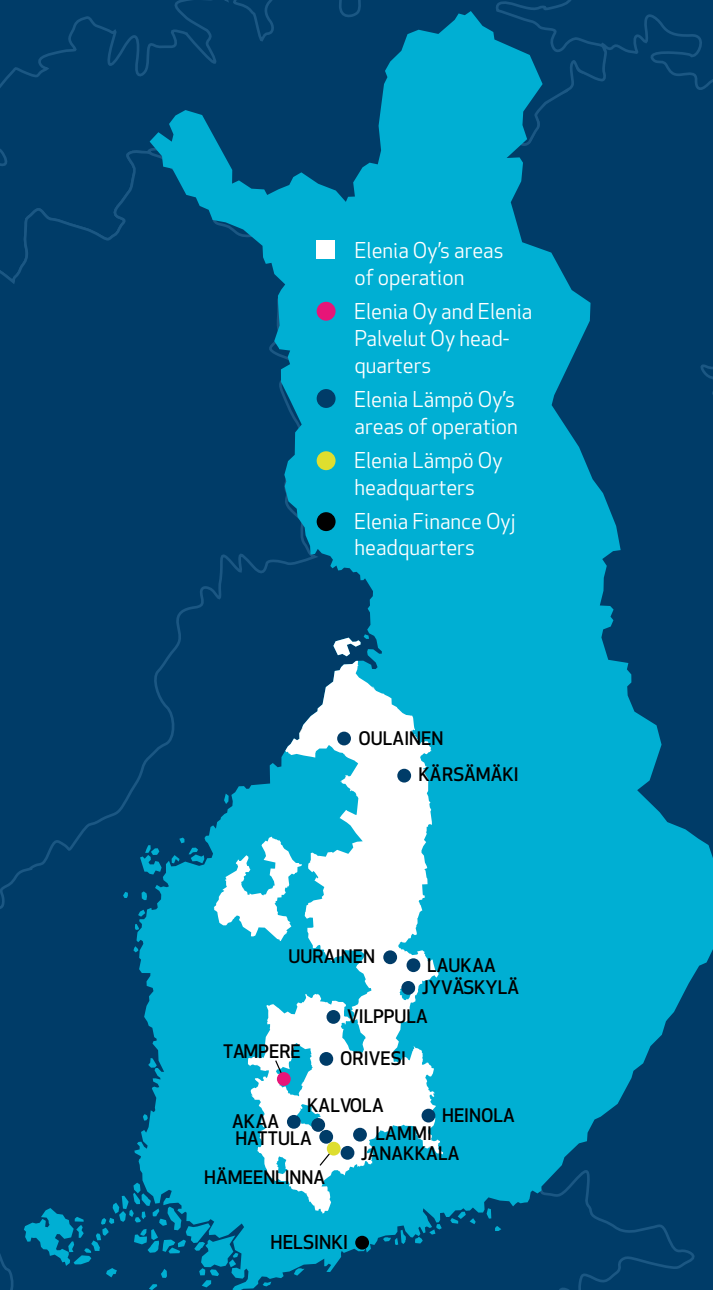 Elenia Oy's areas
of operation
Elenia Oy and Elenia
Palvelut Oy head-
quarters
Elenia Lämpö Oy's
areas of operation
Elenia Lämpö Oy
headquarters
Elenia Finance Oyj
headquarters
OULAINEN
KÄRSÄMÄKI
UURAINEN
LAUKAA
JYVÄSKYLÄ
VILPPULA
TAMPERE
ORIVESI
KALVOLA
HEINOLA
AKAA
LAMMI
HATTULA
JANAKKALA
HÄMEENLINNA
HELSINKI